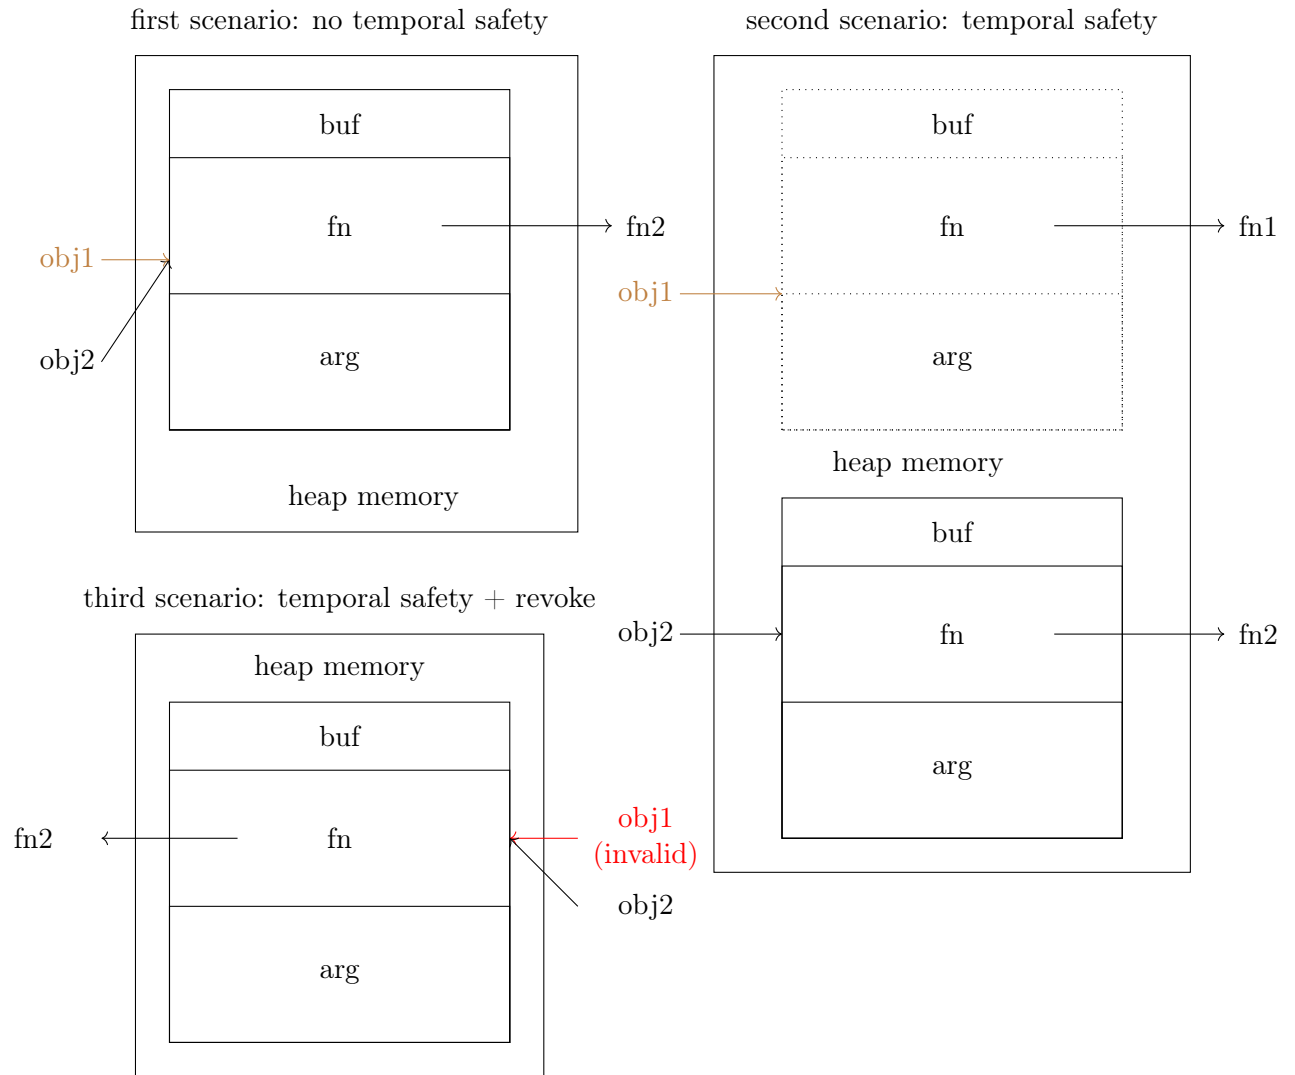 first scenario: no temporal safety
buf
fn
fn2
obj1
obj2
arg
heap memory
second scenario: temporal safety
buf
fn
fn1
obj1
arg
heap memory
buf
obj2
fn
fn2
arg
third scenario: temporal safety + revoke
heap memory
buf
fn2
fn
obj1
(invalid)
obj2
arg